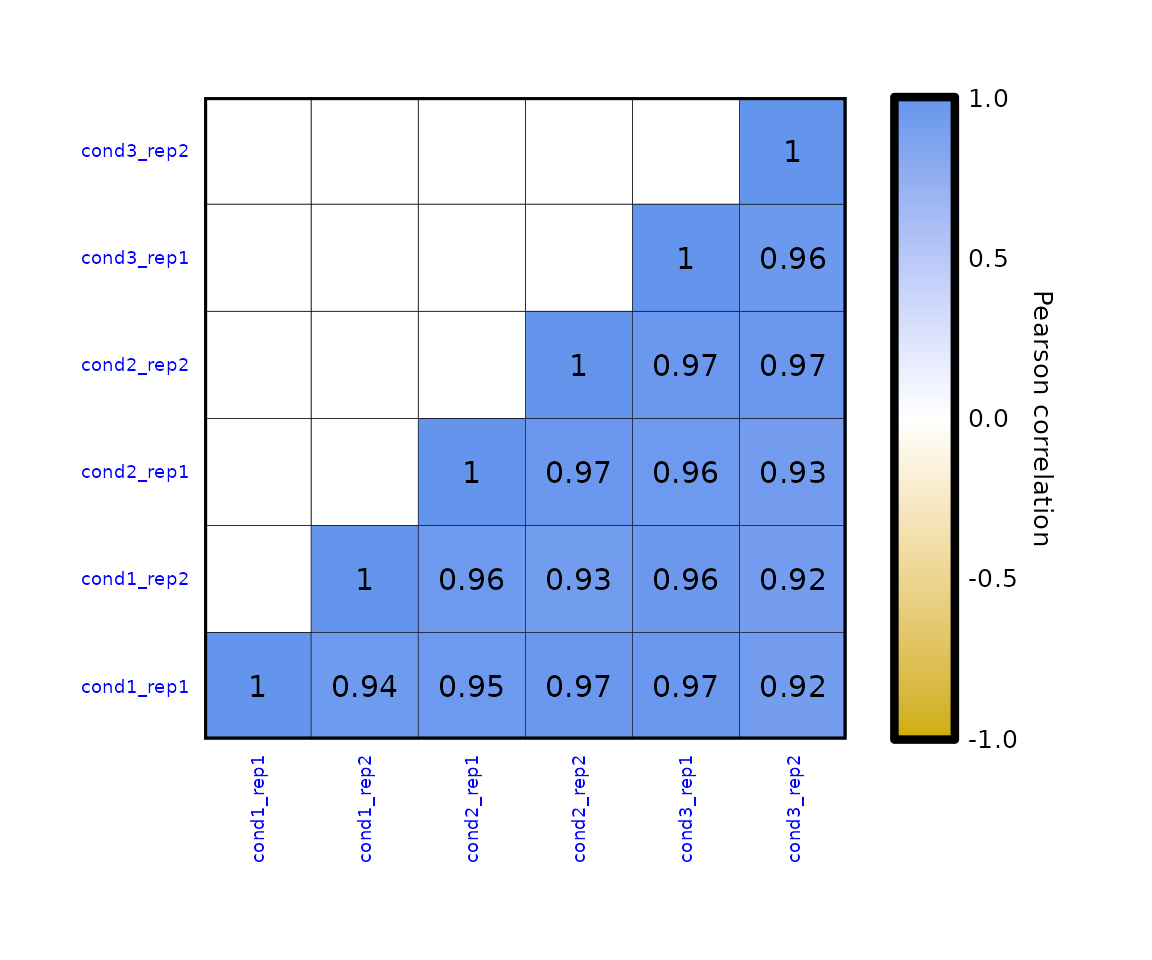 cond3_rep2 1
cond3_rep1 1 0.96
cond2_rep2 1 0.97 0.97
cond2_rep1 1 0.97 0.96 0.93
cond1_rep2 1 0.96 0.93 0.96 0.92
cond1_rep1 1 0.94 0.95 0.97 0.97 0.92
cond1_rep1
cond1_rep2
cond2_rep1
cond2_rep2
cond3_rep1
cond3_rep2
1.0
0.5
0.0
-0.5
-1.0
Pearson correlation